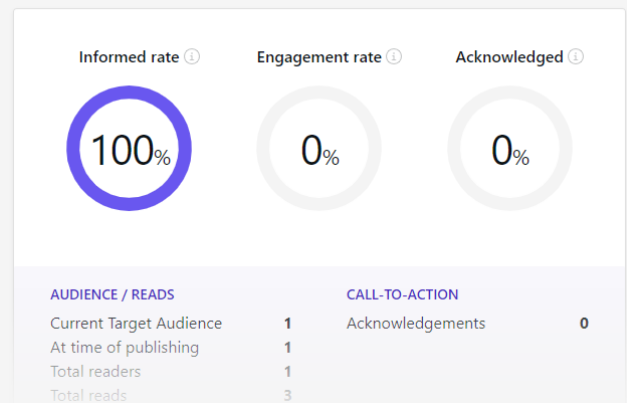 Informed rate Engagement rate Acknowledged
100% 0% 0%
AUDIENCE / READS CALL-TO-ACTION
Current Target Audience 1 Acknowledgements 0
At time of publishing 1
Total readers 1
Total reads 3